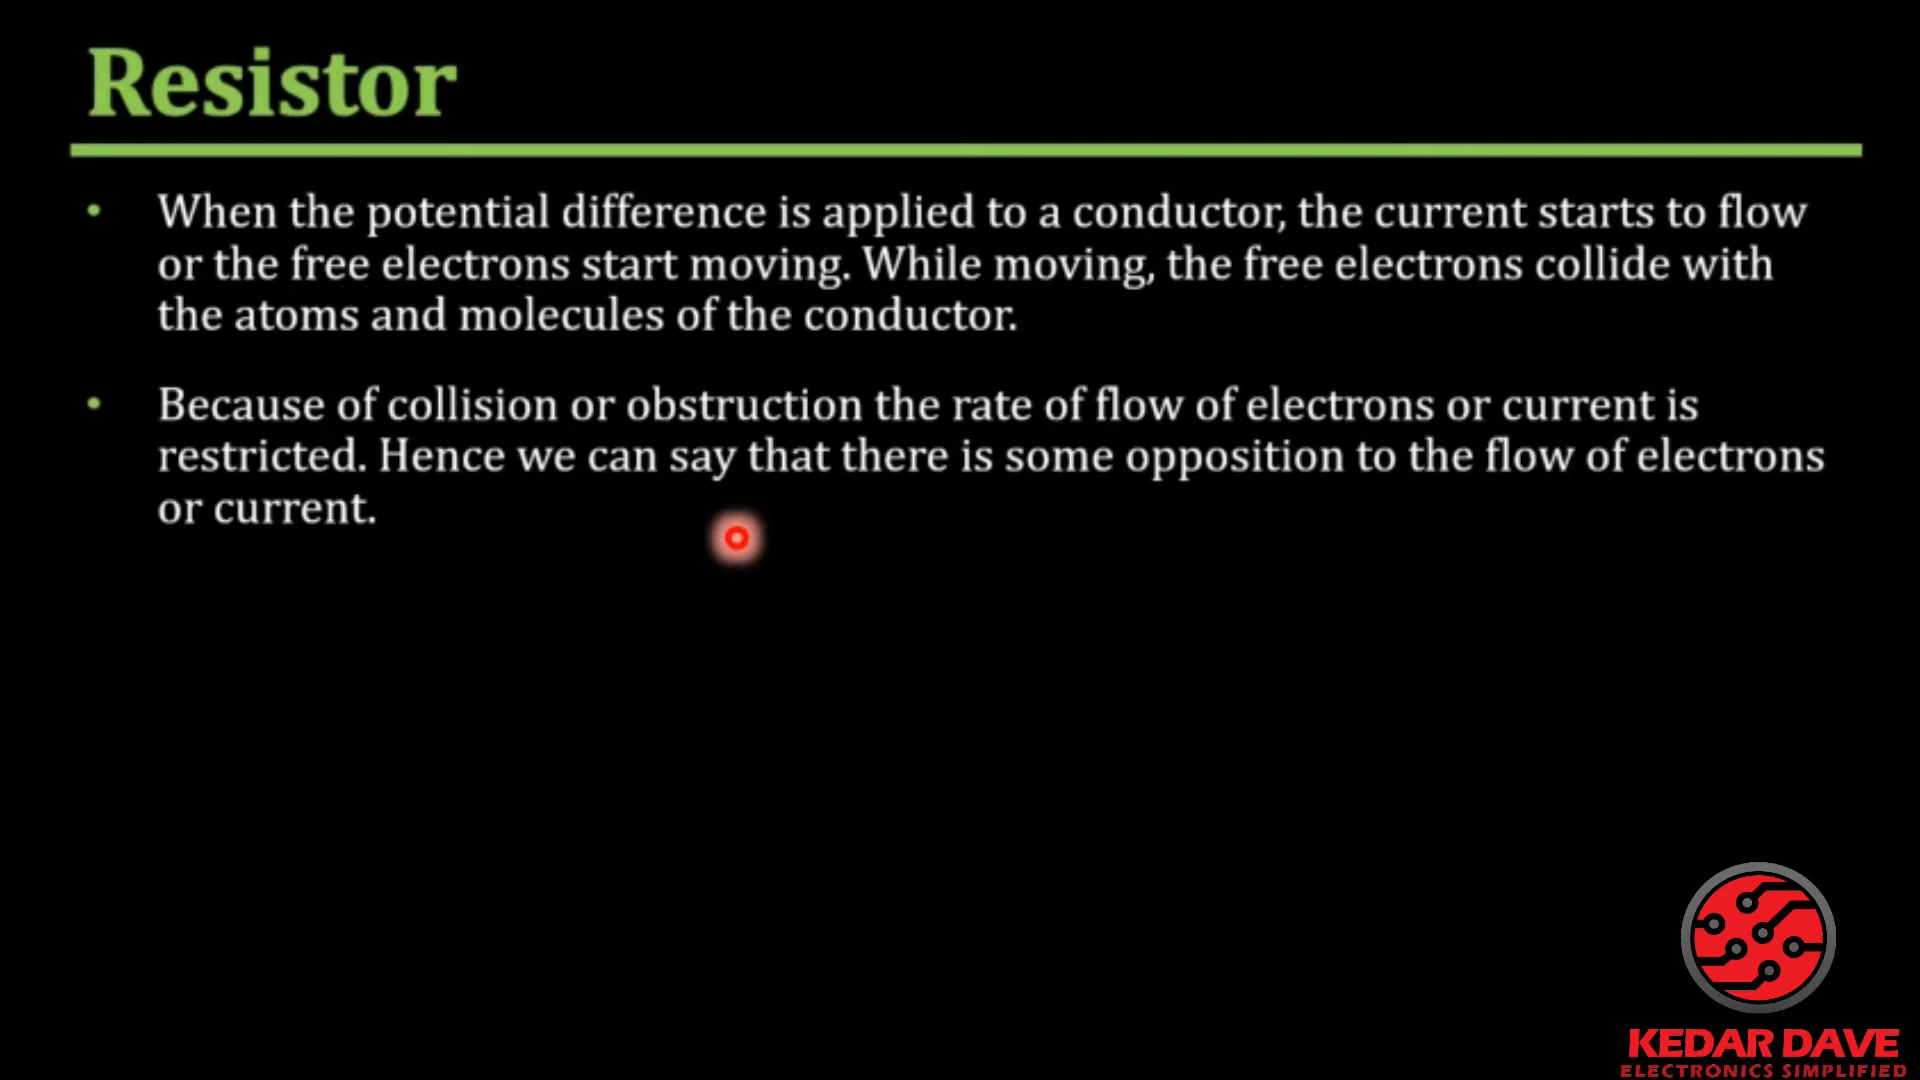 Resistor
• When the potential difference is applied to a conductor, the current starts to flow
or the free electrons start moving. While moving, the free electrons collide with
the atoms and molecules of the conductor.
• Because of collision or obstruction the rate of flow of electrons or current is
restricted. Hence we can say that there is some opposition to the flow of electrons
or current.
KEDAR DAVE
ELECTRONICS SIMPLIFIED